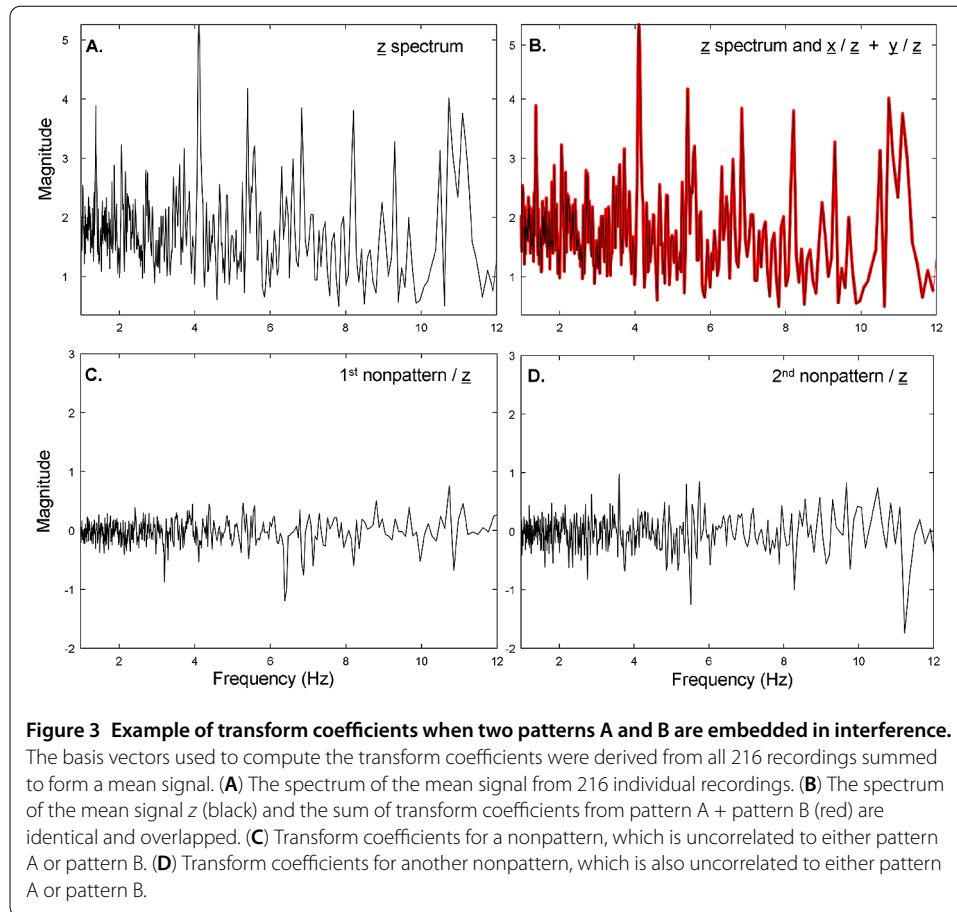 A. z spectrum
5
4
3
2
1
Magnitude
2 4 6 8 10 12
B. z spectrum and x / z + y / z
5
4
3
2
1
2 4 6 8 10 12
C. 1st nonpattern / z
3
2
1
0
-1
-2
Magnitude
2 4 6 8 10 12
Frequency (Hz)
D. 2nd nonpattern / z
3
2
1
0
-1
-2
2 4 6 8 10 12
Frequency (Hz)
Figure 3 Example of transform coefficients when two patterns A and B are embedded in interference.
The basis vectors used to compute the transform coefficients were derived from all 216 recordings summed
to form a mean signal. (A) The spectrum of the mean signal from 216 individual recordings. (B) The spectrum
of the mean signal z (black) and the sum of transform coefficients from pattern A + pattern B (red) are
identical and overlapped. (C) Transform coefficients for a nonpattern, which is uncorrelated to either pattern
A or pattern B. (D) Transform coefficients for another nonpattern, which is also uncorrelated to either pattern
A or pattern B.